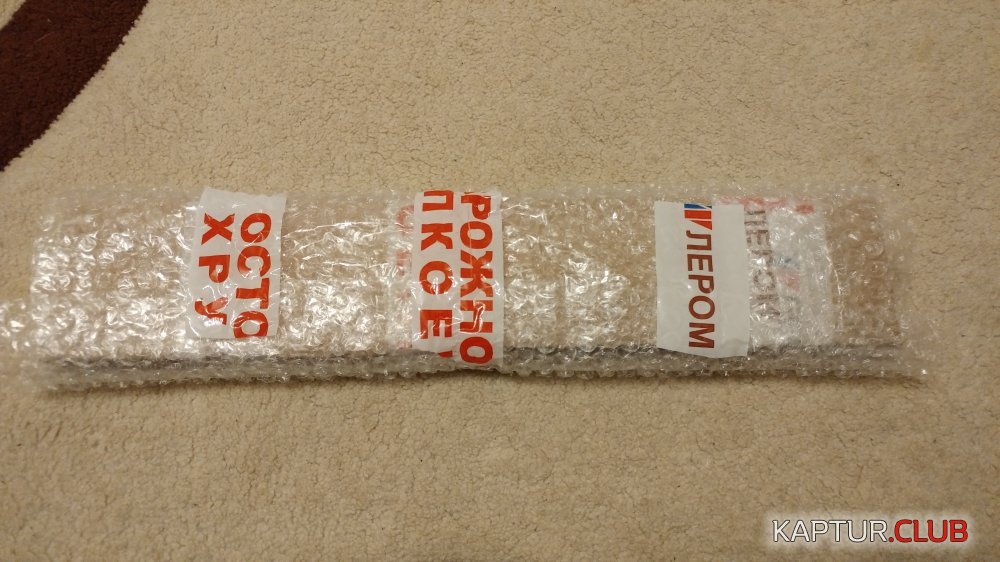 ОСТО
ХРУ
РОЖНО
ПКОЕ
ЛЕРОМ
KAPTUR.CLUB